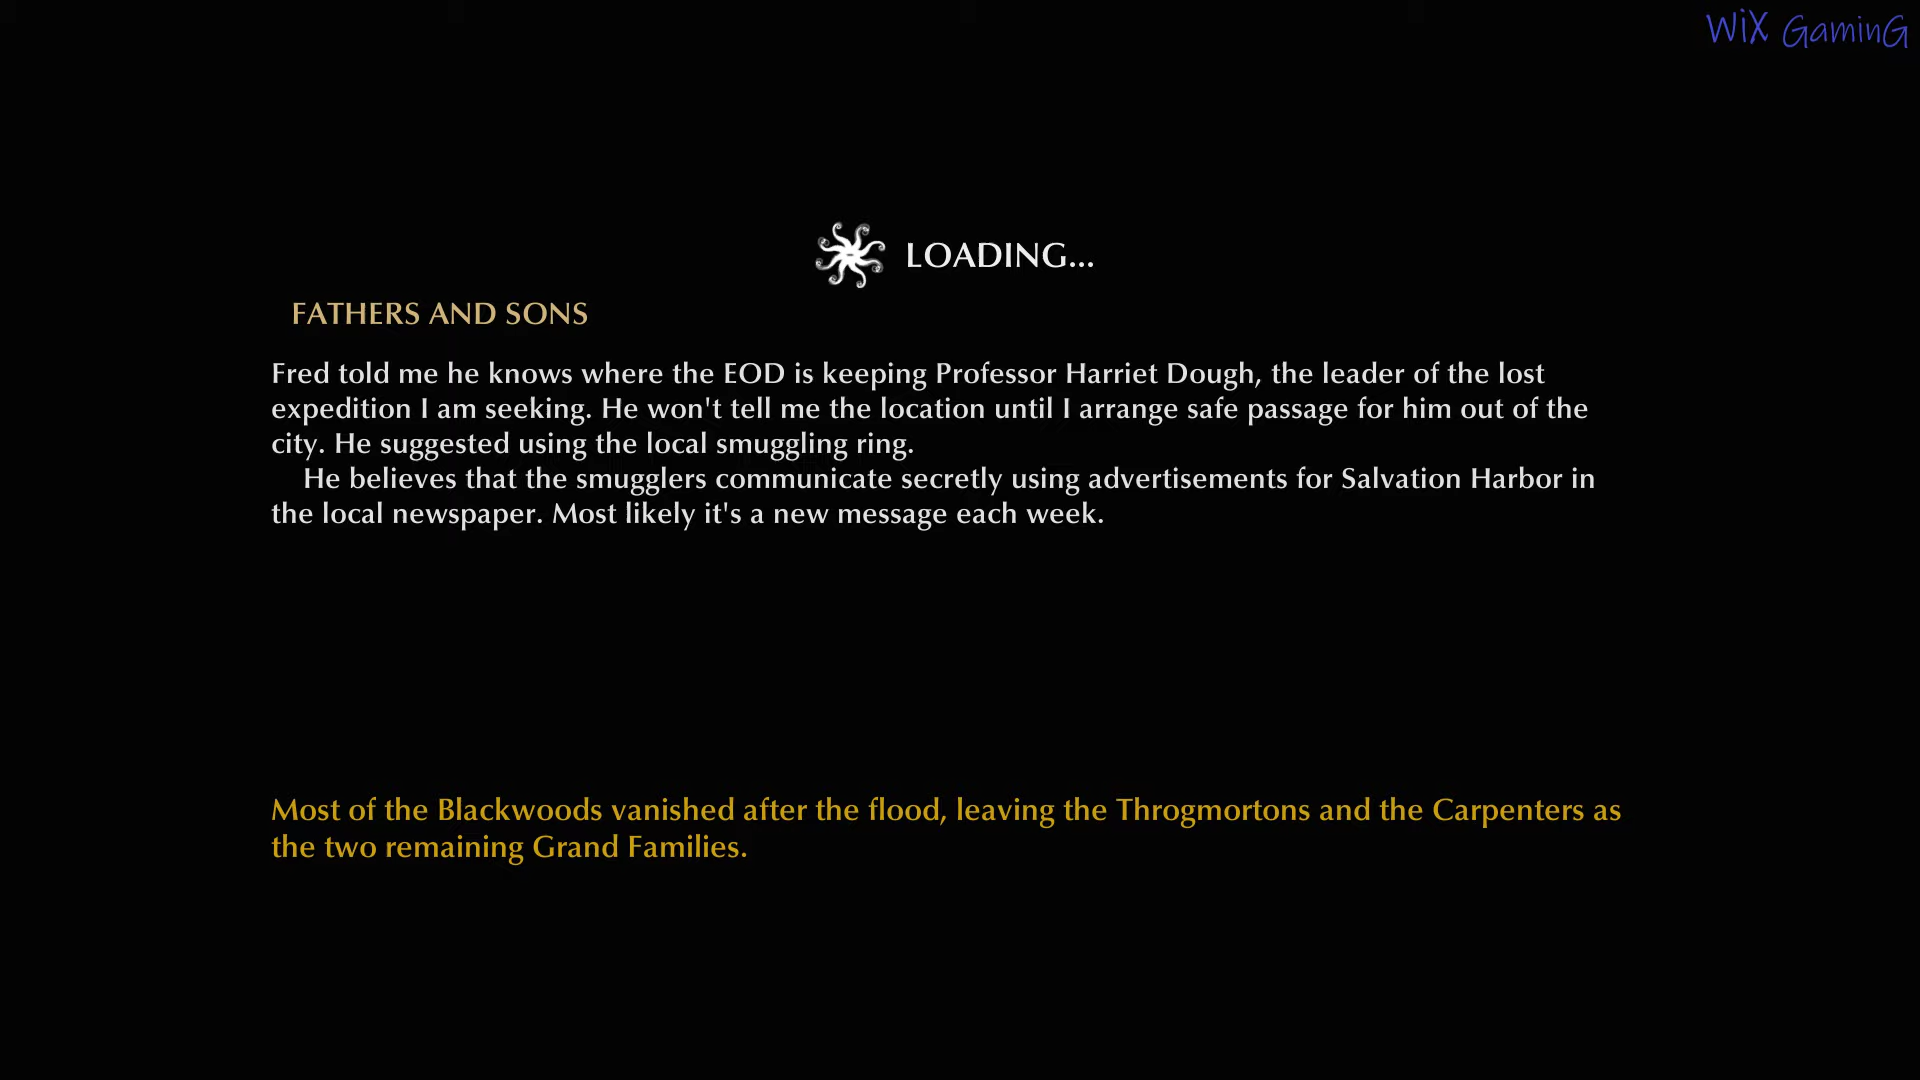 WiX GaminG
LOADING...
FATHERS AND SONS
Fred told me he knows where the EOD is keeping Professor Harriet Dough, the leader of the lost
expedition I am seeking. He won't tell me the location until I arrange safe passage for him out of the
city. He suggested using the local smuggling ring.
He believes that the smugglers communicate secretly using advertisements for Salvation Harbor in
the local newspaper. Most likely it's a new message each week.
Most of the Blackwoods vanished after the flood, leaving the Throgmortons and the Carpenters as
the two remaining Grand Families.